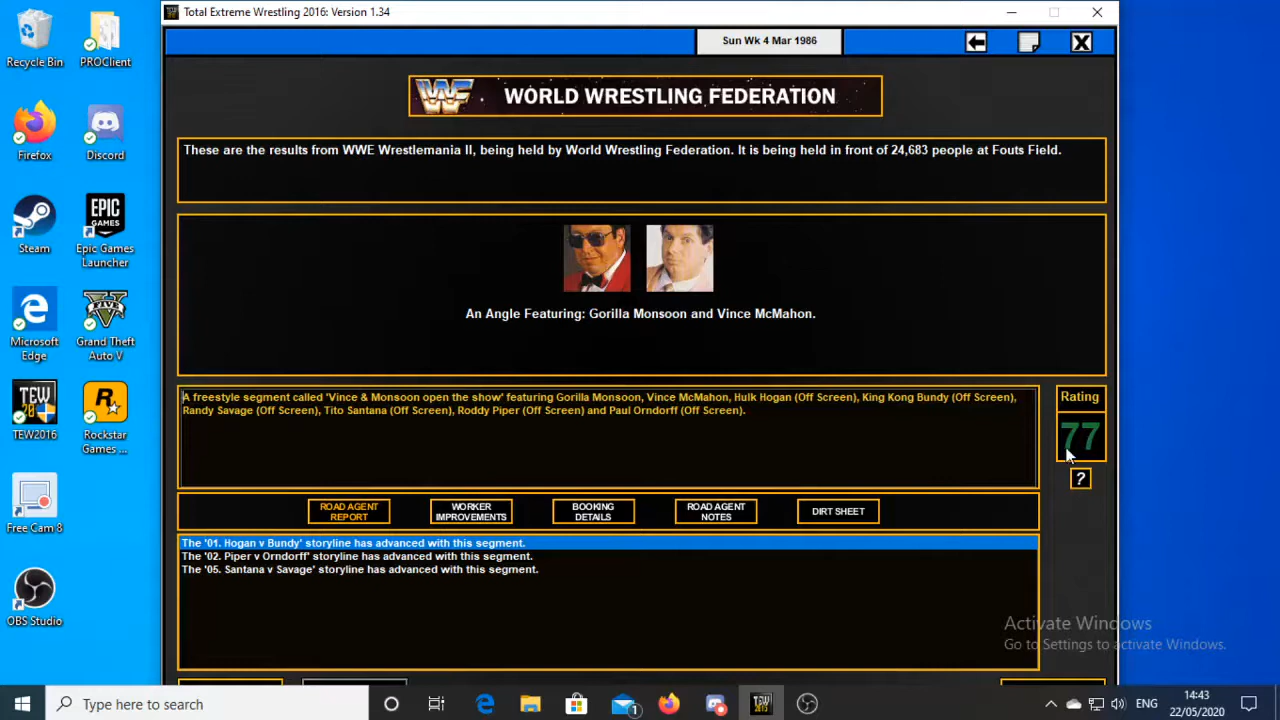 Total Extreme Wrestling 2016: Version 1.34
Sun Wk 4 Mar 1986
WORLD WRESTLING FEDERATION
These are the results from WWE Wrestlemania II, being held by World Wrestling Federation. It is being held in front of 24,683 people at Fouts Field.
An Angle Featuring: Gorilla Monsoon and Vince McMahon.
A freestyle segment called 'Vince & Monsoon open the show' featuring Gorilla Monsoon, Vince McMahon, Hulk Hogan (Off Screen), King Kong Bundy (Off Screen),
Randy Savage (Off Screen), Tito Santana (Off Screen), Roddy Piper (Off Screen) and Paul Orndorff (Off Screen).
Rating
77
?
ROAD AGENT
REPORT
WORKER
IMPROVEMENTS
BOOKING
DETAILS
ROAD AGENT
NOTES
DIRT SHEET
The '01. Hogan v Bundy' storyline has advanced with this segment.
The '02. Piper v Orndorff' storyline has advanced with this segment.
The '05. Santana v Savage' storyline has advanced with this segment.
Recycle Bin
PROClient
Firefox
Discord
Steam
EPIC
GAMES
Epic Games
Launcher
Microsoft
Edge
Grand Theft
Auto V
TEW
TEW2016
Rockstar
Games ...
Free Cam 8
OBS Studio
Activate Windows
Go to Settings to activate Windows.
Type here to search
1
ENG
14:43
22/05/2020